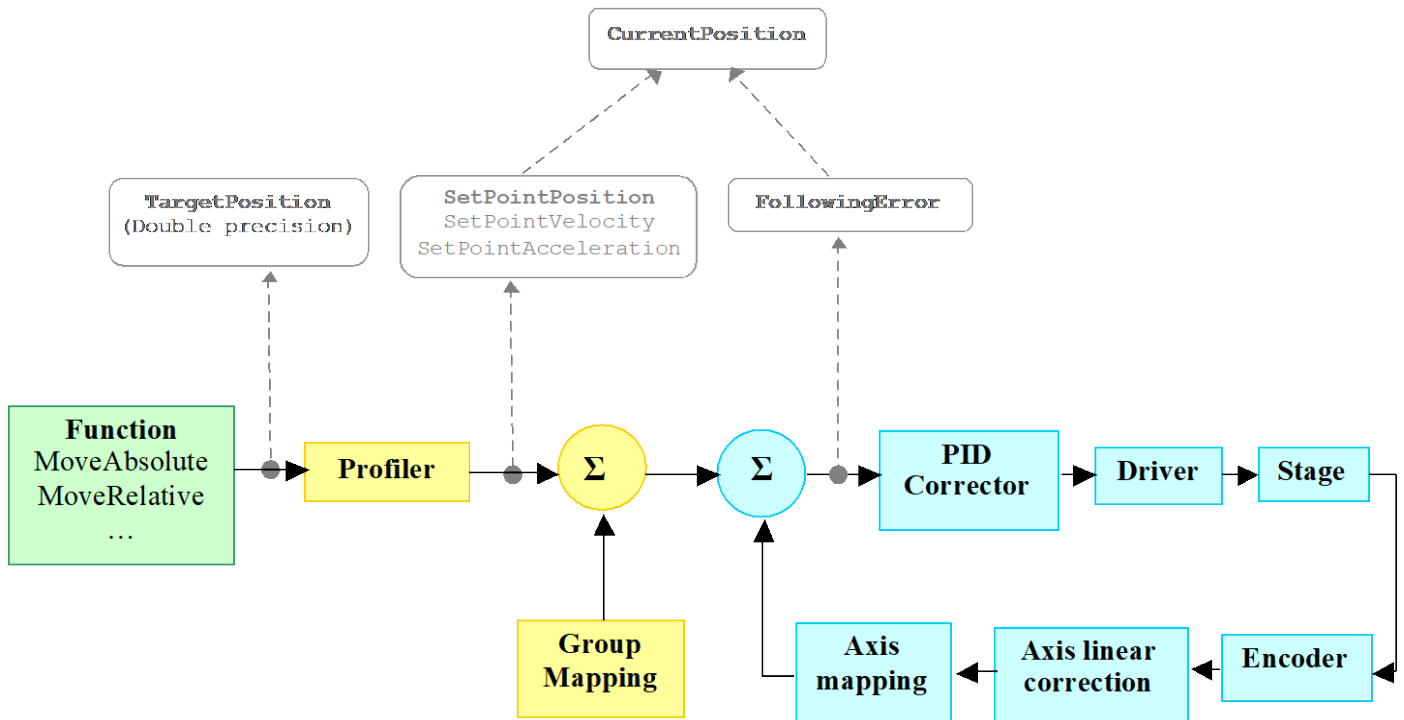 CurrentPosition
TargetPosition
(Double precision)
SetPointPosition
SetPointVelocity
SetPointAcceleration
FollowingError
Function
MoveAbsolute
MoveRelative
…
Profiler
Σ
Σ
PID
Corrector
Driver
Stage
Group
Mapping
Axis
mapping
Axis linear
correction
Encoder